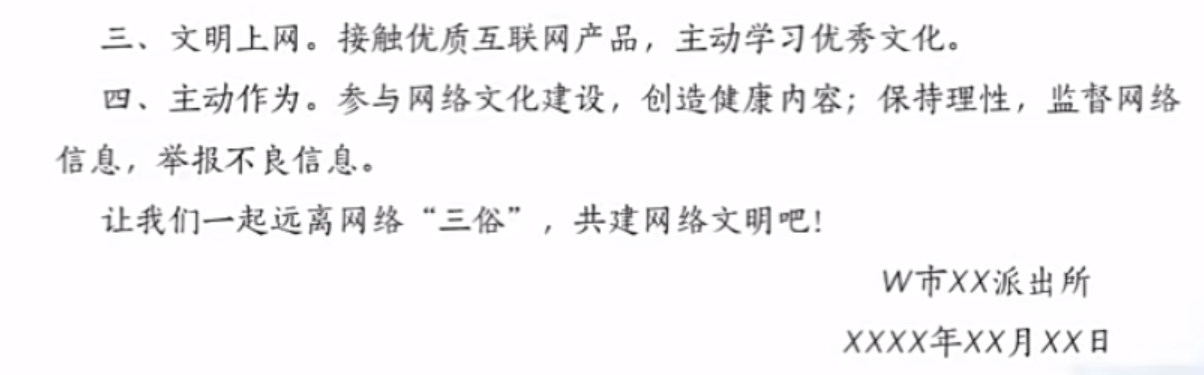 三、文明上网。接触优质互联网产品，主动学习优秀文化。
四、主动作为。参与网络文化建设，创造健康内容；保持理性，监督网络
信息，举报不良信息。
让我们一起远离网络“三俗”，共建网络文明吧！
W市XX派出所
XXXX年XX月XX日